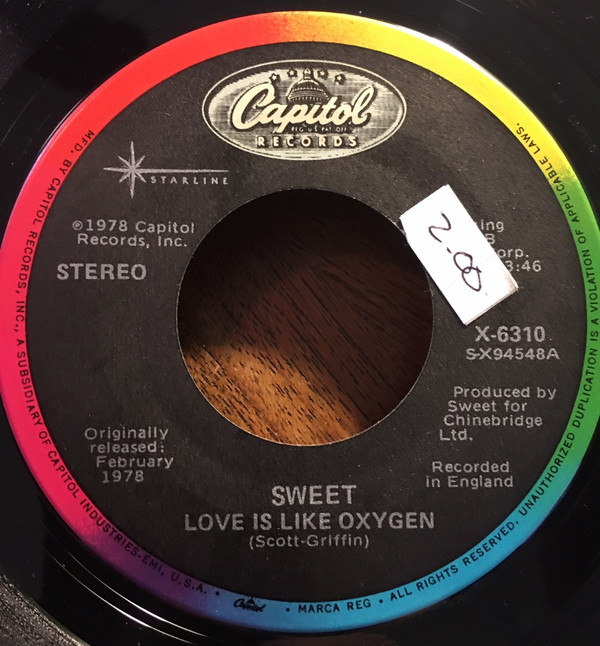 Capitol
REG. U.S. PAT. OFF.
RECORDS
STARLINE
℗1978 Capitol
Records, Inc.
STEREO
2.00
3:46
X-6310
S-X94548A
Produced by
Sweet for
Chinebridge
Ltd.
Recorded
in England
Originally
released:
February
1978
SWEET
LOVE IS LIKE OXYGEN
(Scott-Griffin)
MFD. BY CAPITOL RECORDS, INC., A SUBSIDIARY OF CAPITOL INDUSTRIES-EMI, U.S.A. •
Capitol
• MARCA REG • ALL RIGHTS RESERVED. UNAUTHORIZED DUPLICATION IS A VIOLATION OF APPLICABLE LAWS.